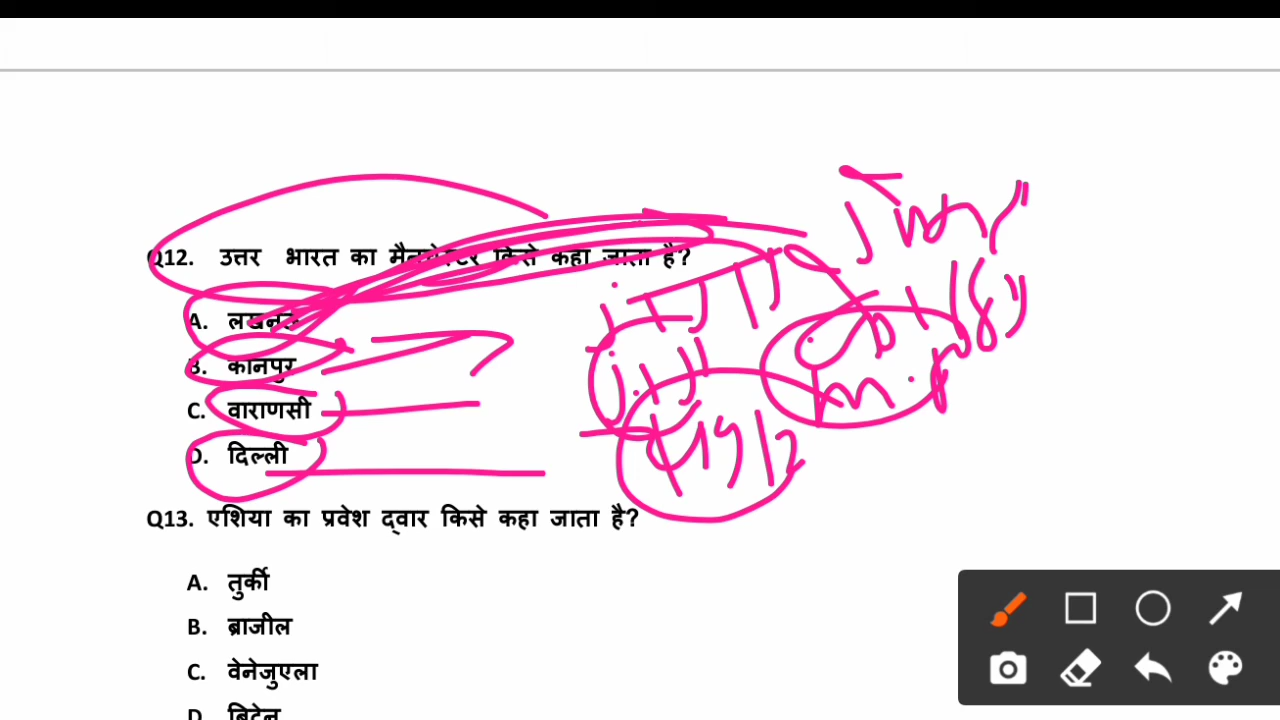 Q12. उत्तर भारत का मैनचेस्टर किसे कहा जाता है?
A. लखनऊ
B. कानपुर
C. वाराणसी
D. दिल्ली
Q13. एशिया का प्रवेश द्वार किसे कहा जाता है?
A. तुर्की
B. ब्राजील
C. वेनेजुएला
D. ब्रिटेन